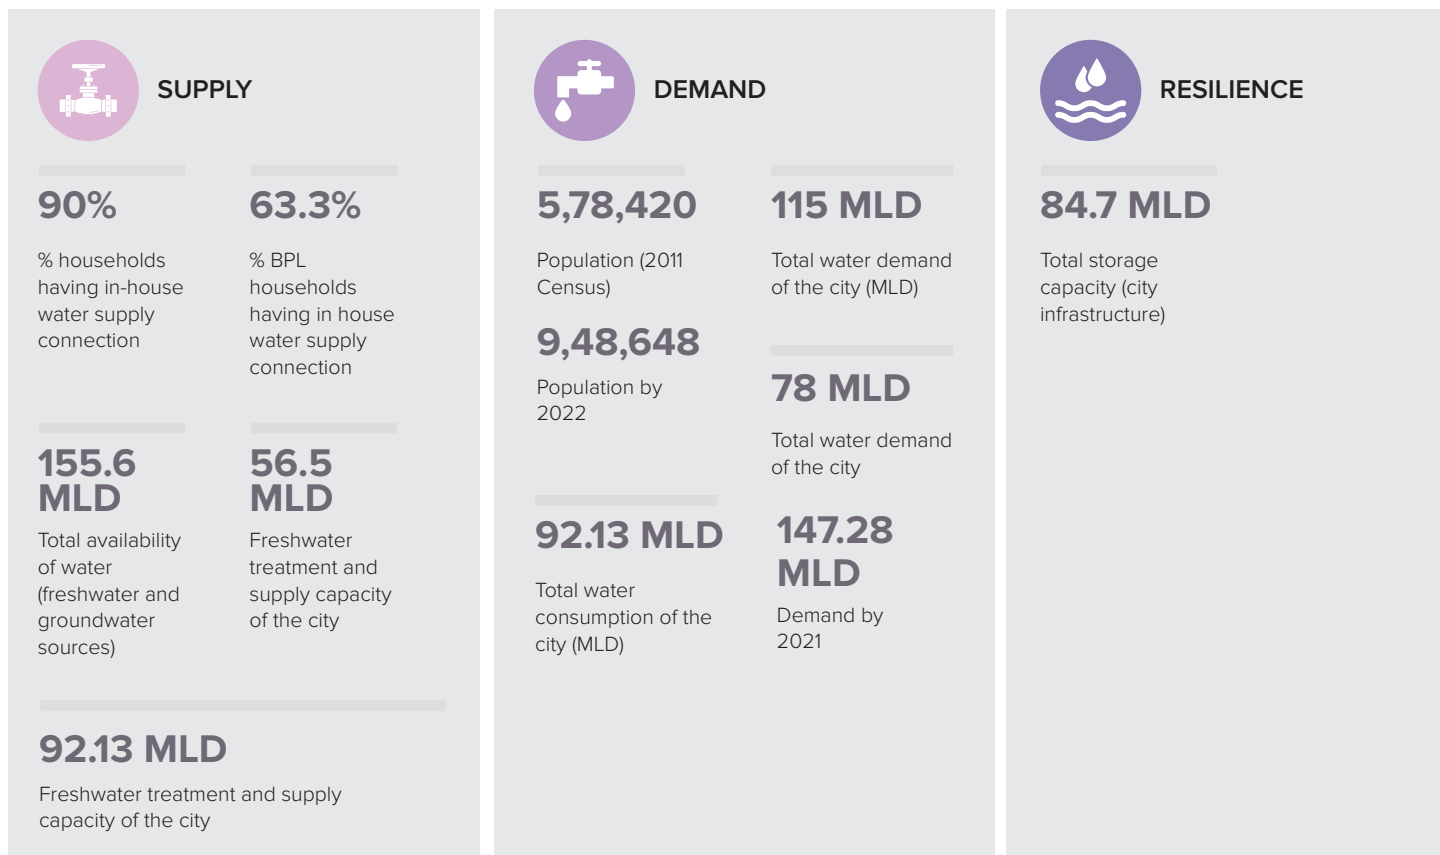 SUPPLY
90%
% households
having in-house
water supply
connection
63.3%
% BPL
households
having in house
water supply
connection
155.6
MLD
Total availability
of water
(freshwater and
groundwater
sources)
56.5
MLD
Freshwater
treatment and
supply capacity
of the city
92.13 MLD
Freshwater treatment and supply
capacity of the city
DEMAND
5,78,420
Population (2011
Census)
9,48,648
Population by
2022
115 MLD
Total water demand
of the city (MLD)
78 MLD
Total water demand
of the city
92.13 MLD
Total water
consumption of the
city (MLD)
147.28
MLD
Demand by
2021
RESILIENCE
84.7 MLD
Total storage
capacity (city
infrastructure)